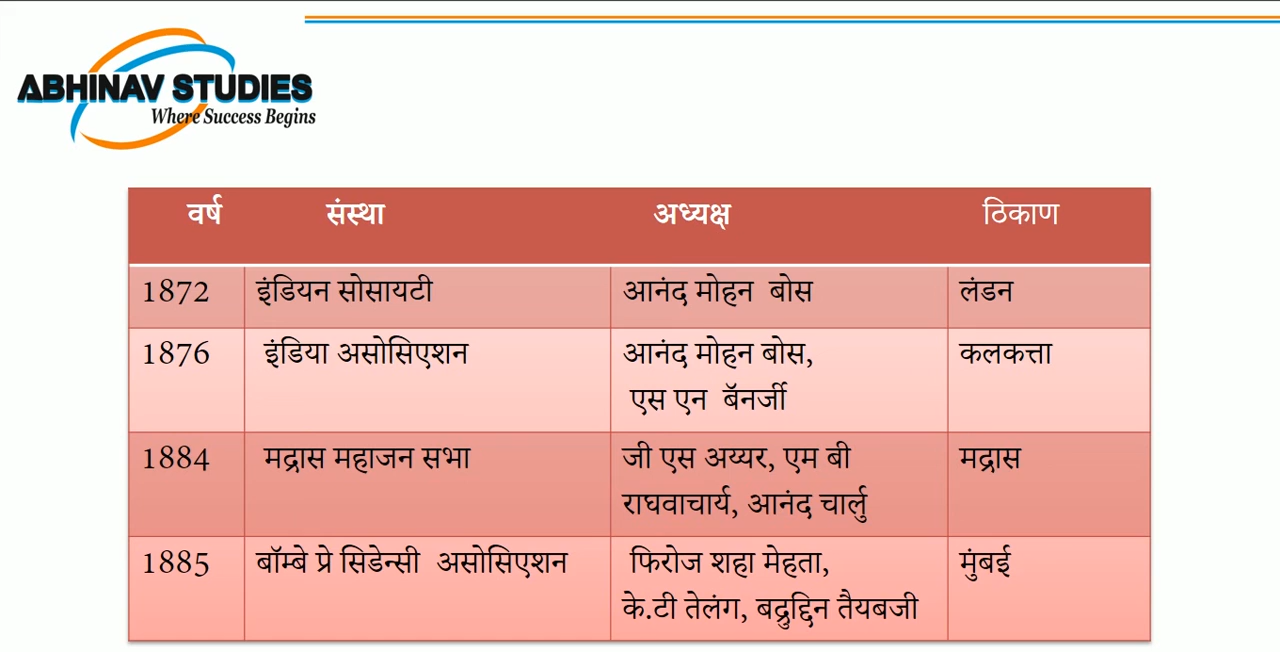 ABHINAV STUDIES
Where Success Begins
वर्ष संस्था अध्यक्ष ठिकाण
1872 इंडियन सोसायटी आनंद मोहन बोस लंडन
1876 इंडिया असोसिएशन आनंद मोहन बोस, कलकत्ता
एस एन बॅनर्जी
1884 मद्रास महाजन सभा जी एस अय्यर, एम बी मद्रास
राघवाचार्य, आनंद चार्लु
1885 बॉम्बे प्रे सिडेन्सी असोसिएशन फिरोज शहा मेहता, मुंबई
के.टी तेलंग, बद्रुद्दिन तैयबजी